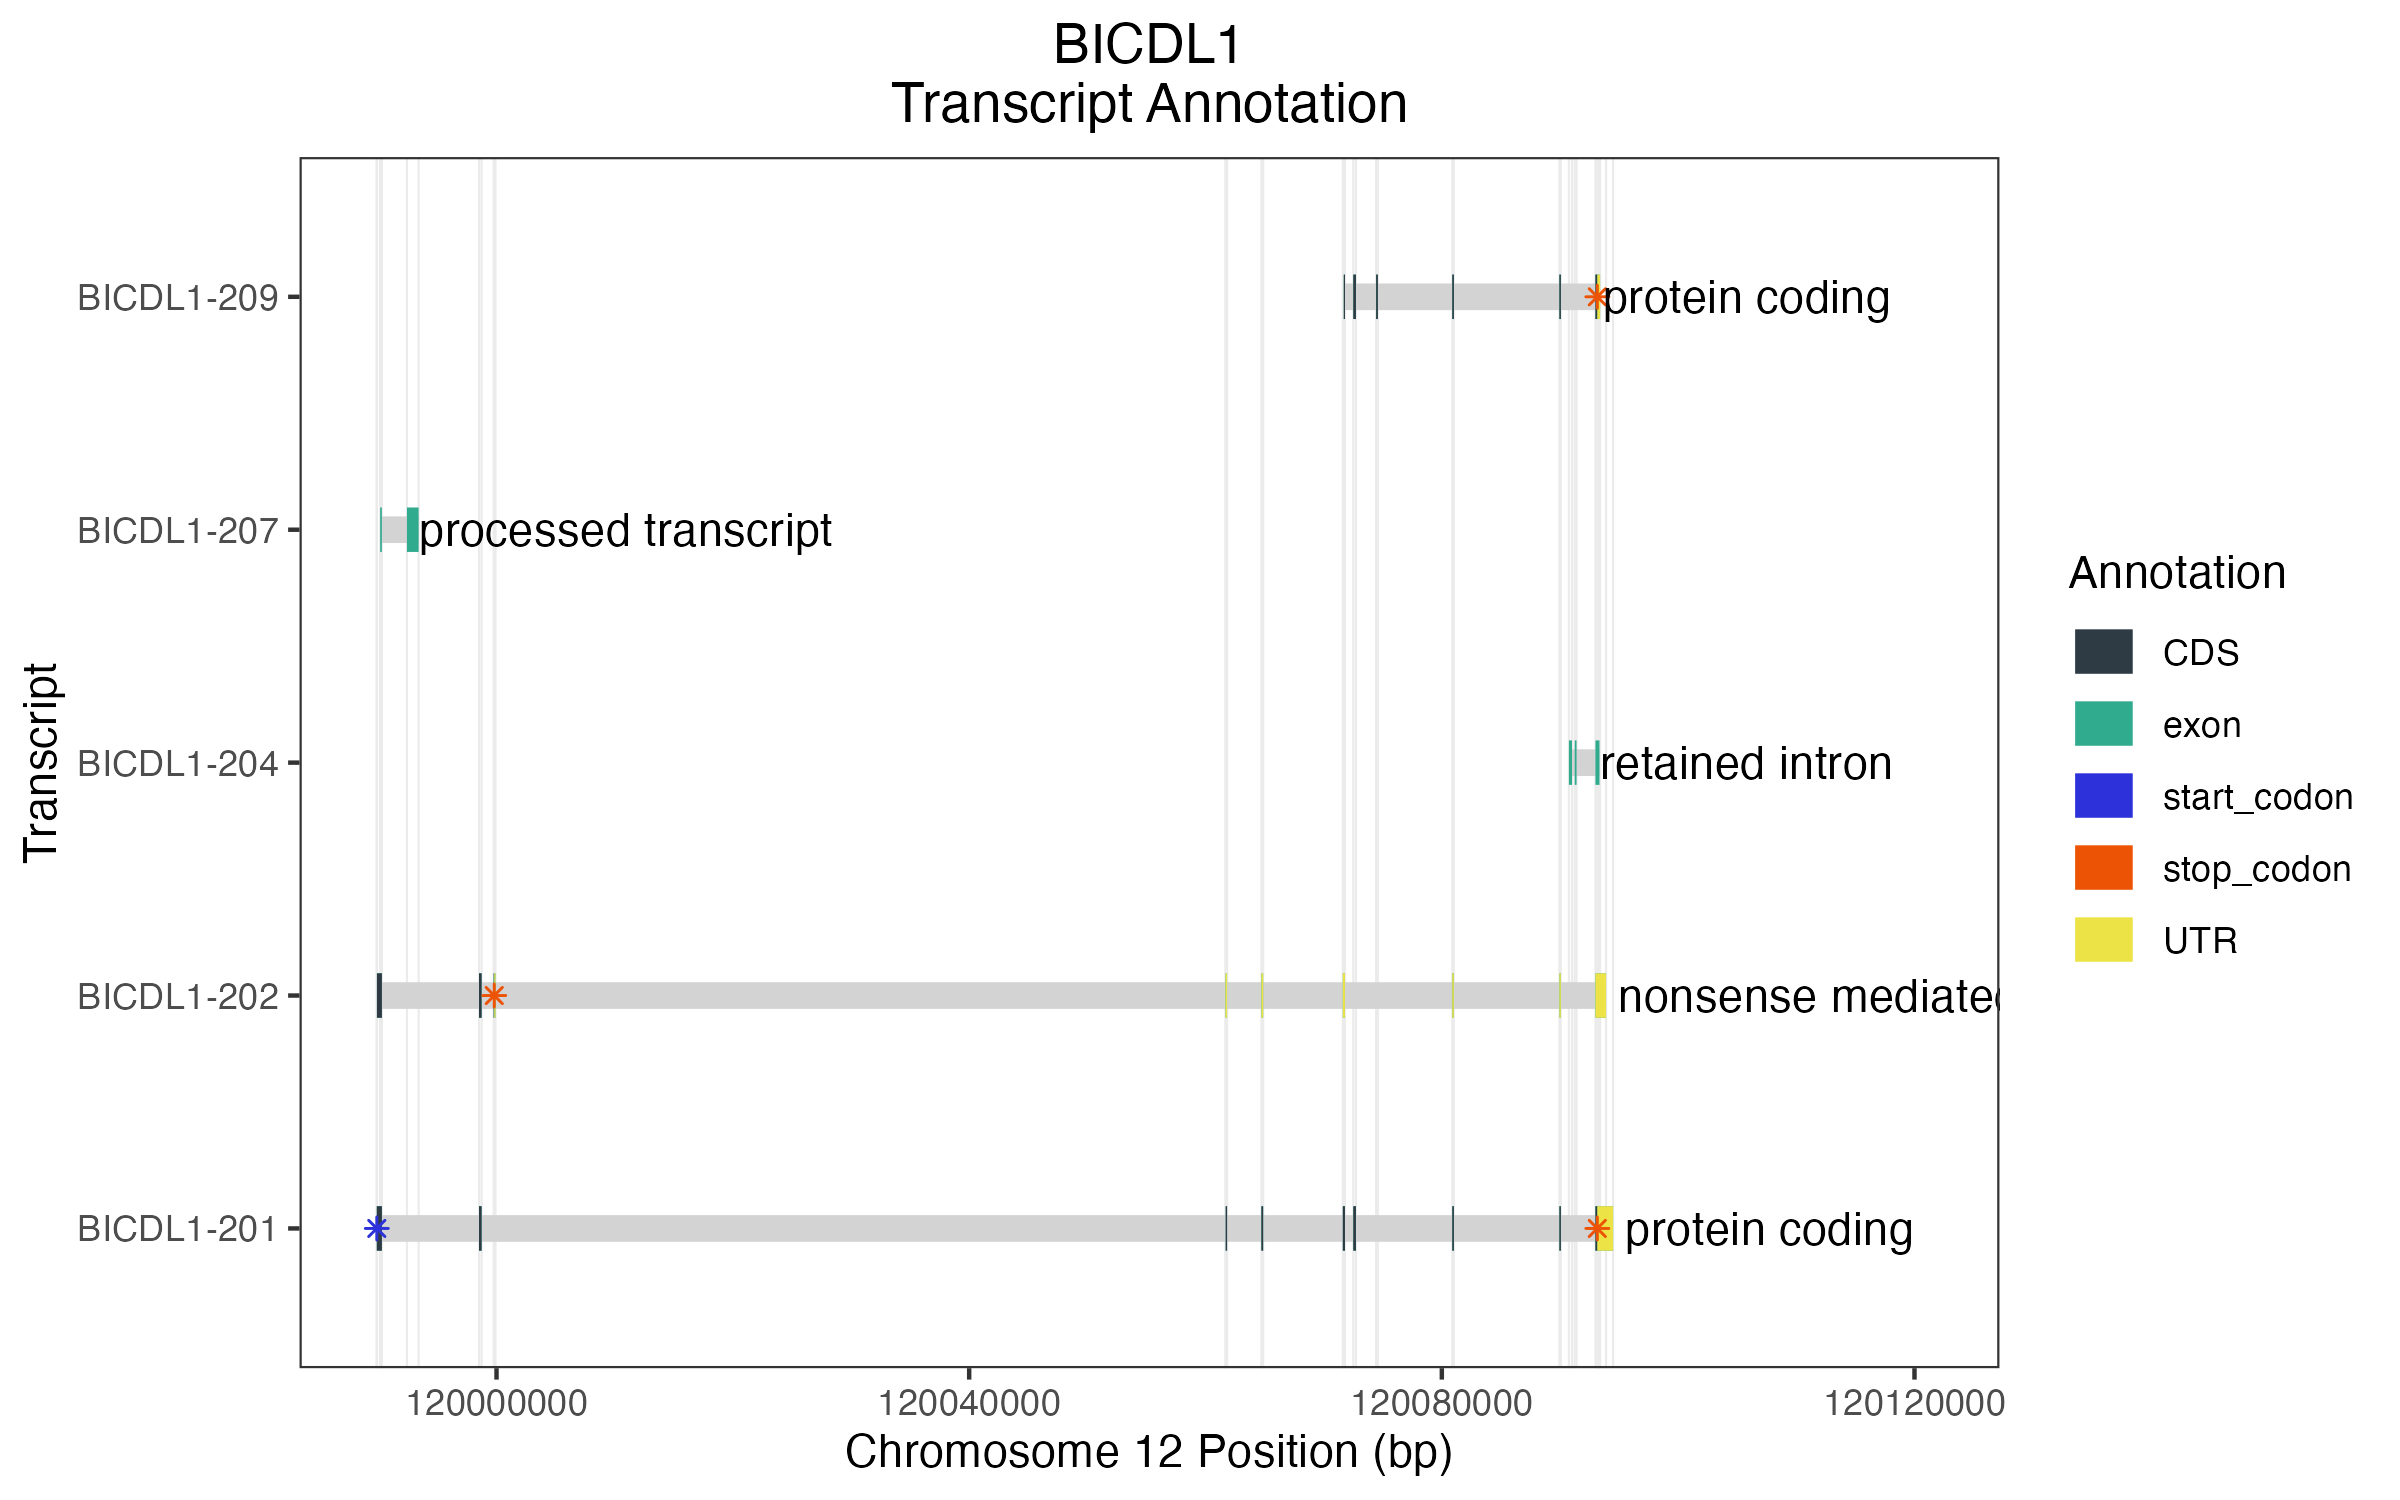 BICDL1
Transcript Annotation
BICDL1-209
protein coding
BICDL1-207
processed transcript
BICDL1-204
retained intron
BICDL1-202
nonsense mediated
BICDL1-201
protein coding
Transcript
120000000
120040000
120080000
120120000
Chromosome 12 Position (bp)
Annotation
CDS
exon
start_codon
stop_codon
UTR